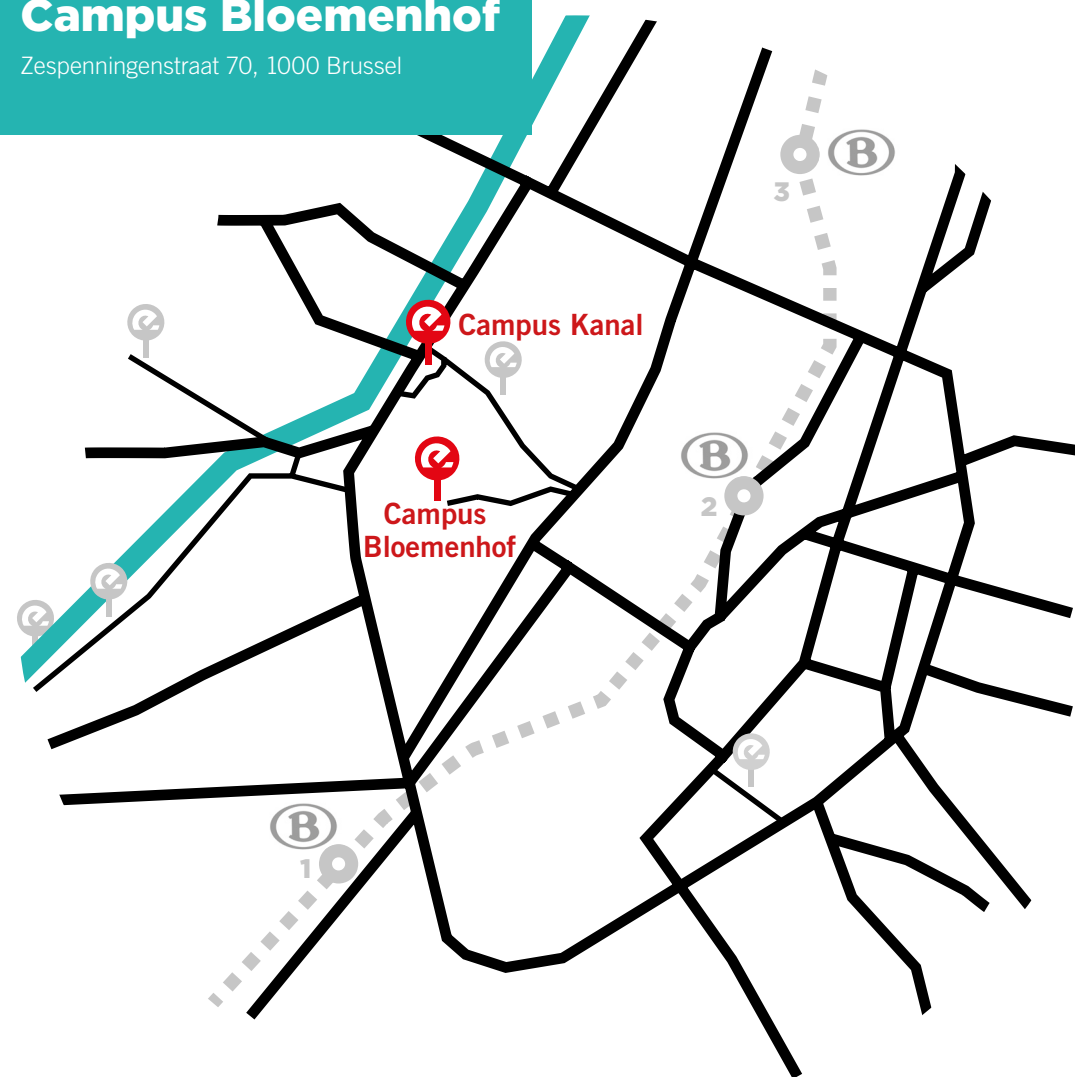 Campus Bloemenhof
Zespenningenstraat 70, 1000 Brussel
B
3
Campus Kanal
B
2
Campus
Bloemenhof
B
1